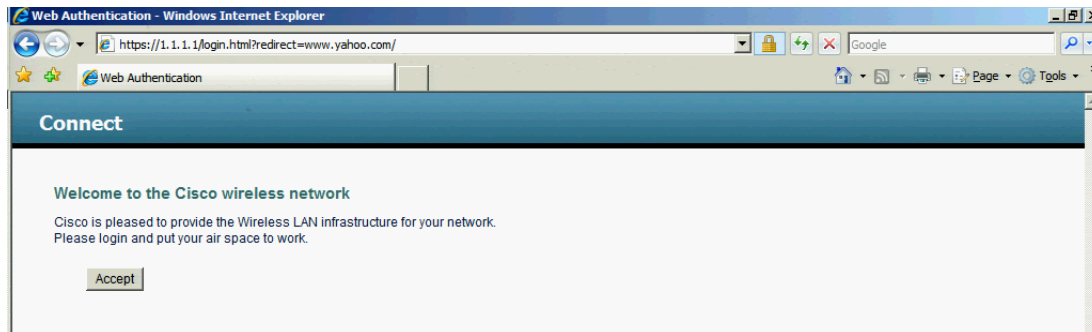 Web Authentication - Windows Internet Explorer
https://1.1.1.1/login.html?redirect=www.yahoo.com/
Google
Web Authentication
Page
Tools
Connect
Welcome to the Cisco wireless network
Cisco is pleased to provide the Wireless LAN infrastructure for your network.
Please login and put your air space to work.
Accept